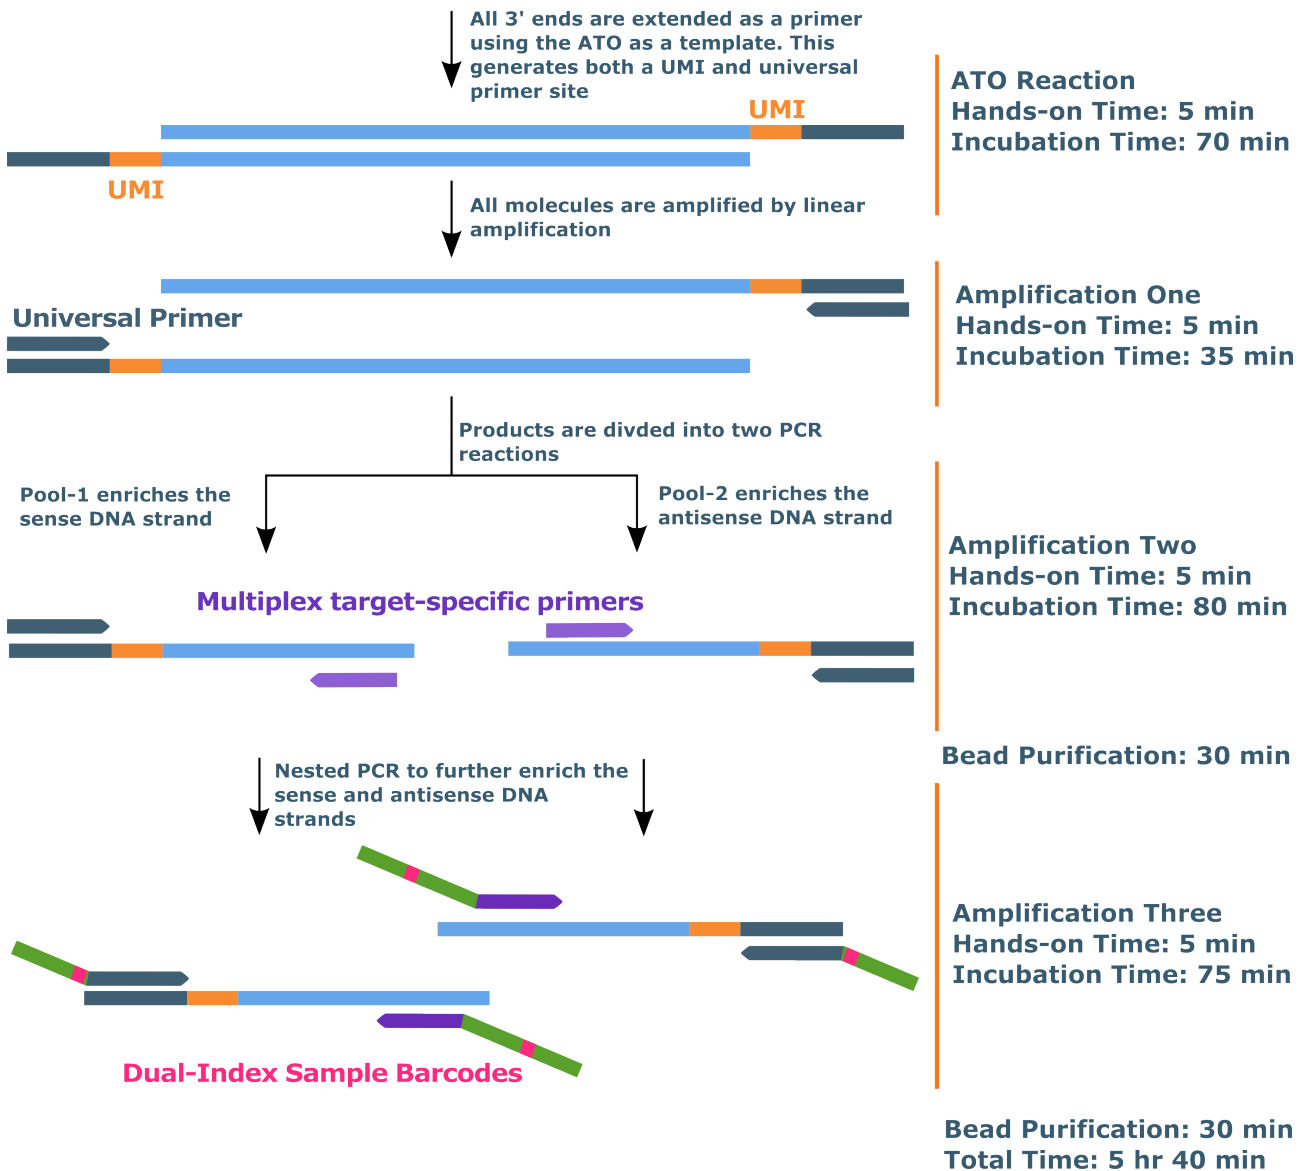 All 3' ends are extended as a primer
using the ATO as a template. This
generates both a UMI and universal
primer site
ATO Reaction
Hands-on Time: 5 min
Incubation Time: 70 min
UMI
UMI
All molecules are amplified by linear
amplification
Amplification One
Hands-on Time: 5 min
Incubation Time: 35 min
Universal Primer
Products are divded into two PCR
reactions
Pool-1 enriches the
sense DNA strand
Pool-2 enriches the
antisense DNA strand
Amplification Two
Hands-on Time: 5 min
Incubation Time: 80 min
Multiplex target-specific primers
Bead Purification: 30 min
Nested PCR to further enrich the
sense and antisense DNA
strands
Amplification Three
Hands-on Time: 5 min
Incubation Time: 75 min
Dual-Index Sample Barcodes
Bead Purification: 30 min
Total Time: 5 hr 40 min